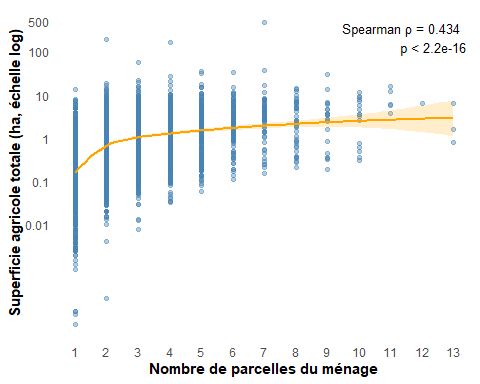 Spearman ρ = 0.434
p < 2.2e-16
500
100
10
1
0.1
0.01
Superficie agricole totale (ha, échelle log)
1 2 3 4 5 6 7 8 9 10 11 12 13
Nombre de parcelles du ménage